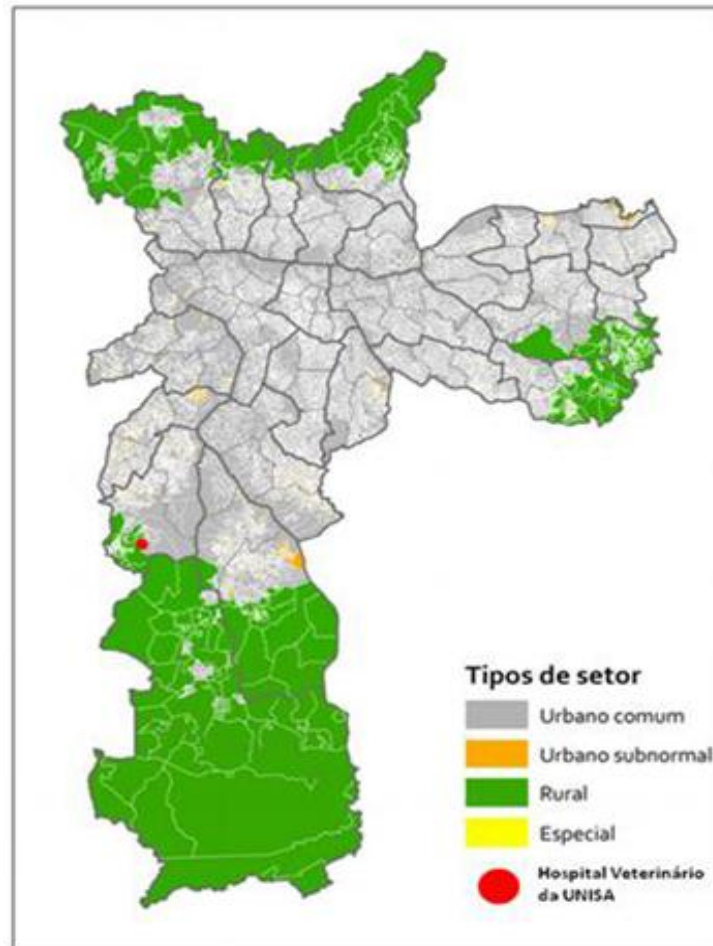 Tipos de setor
Urbano comum
Urbano subnormal
Rural
Especial
Hospital Veterinário
da UNISA